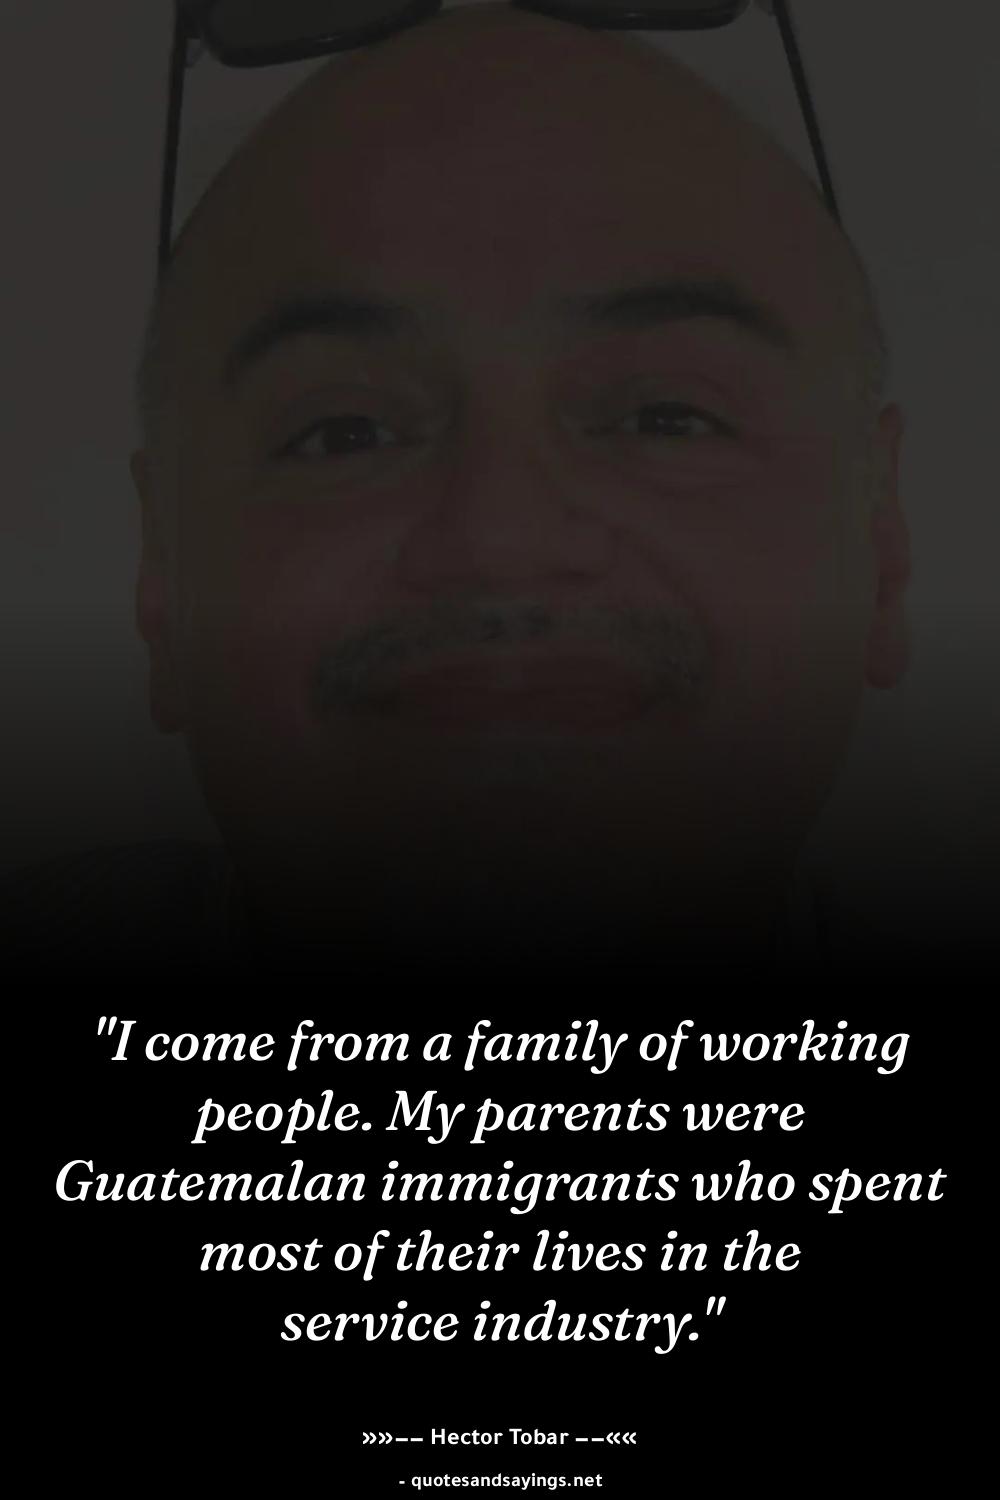 "I come from a family of working
people. My parents were
Guatemalan immigrants who spent
most of their lives in the
service industry."
»»−− Hector Tobar −−««
- quotesandsayings.net